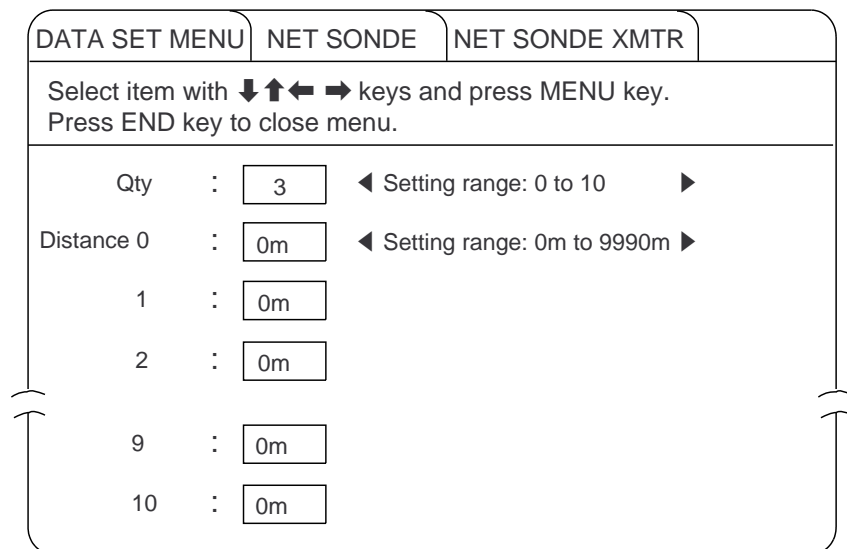 DATA SET MENU NET SONDE NET SONDE XMTR
Select item with ⬇⬆⬅ ➡ keys and press MENU key.
Press END key to close menu.
Qty : 3 ◀ Setting range: 0 to 10 ▶
Distance 0 : 0m ◀ Setting range: 0m to 9990m ▶
1 : 0m
2 : 0m
9 : 0m
10 : 0m